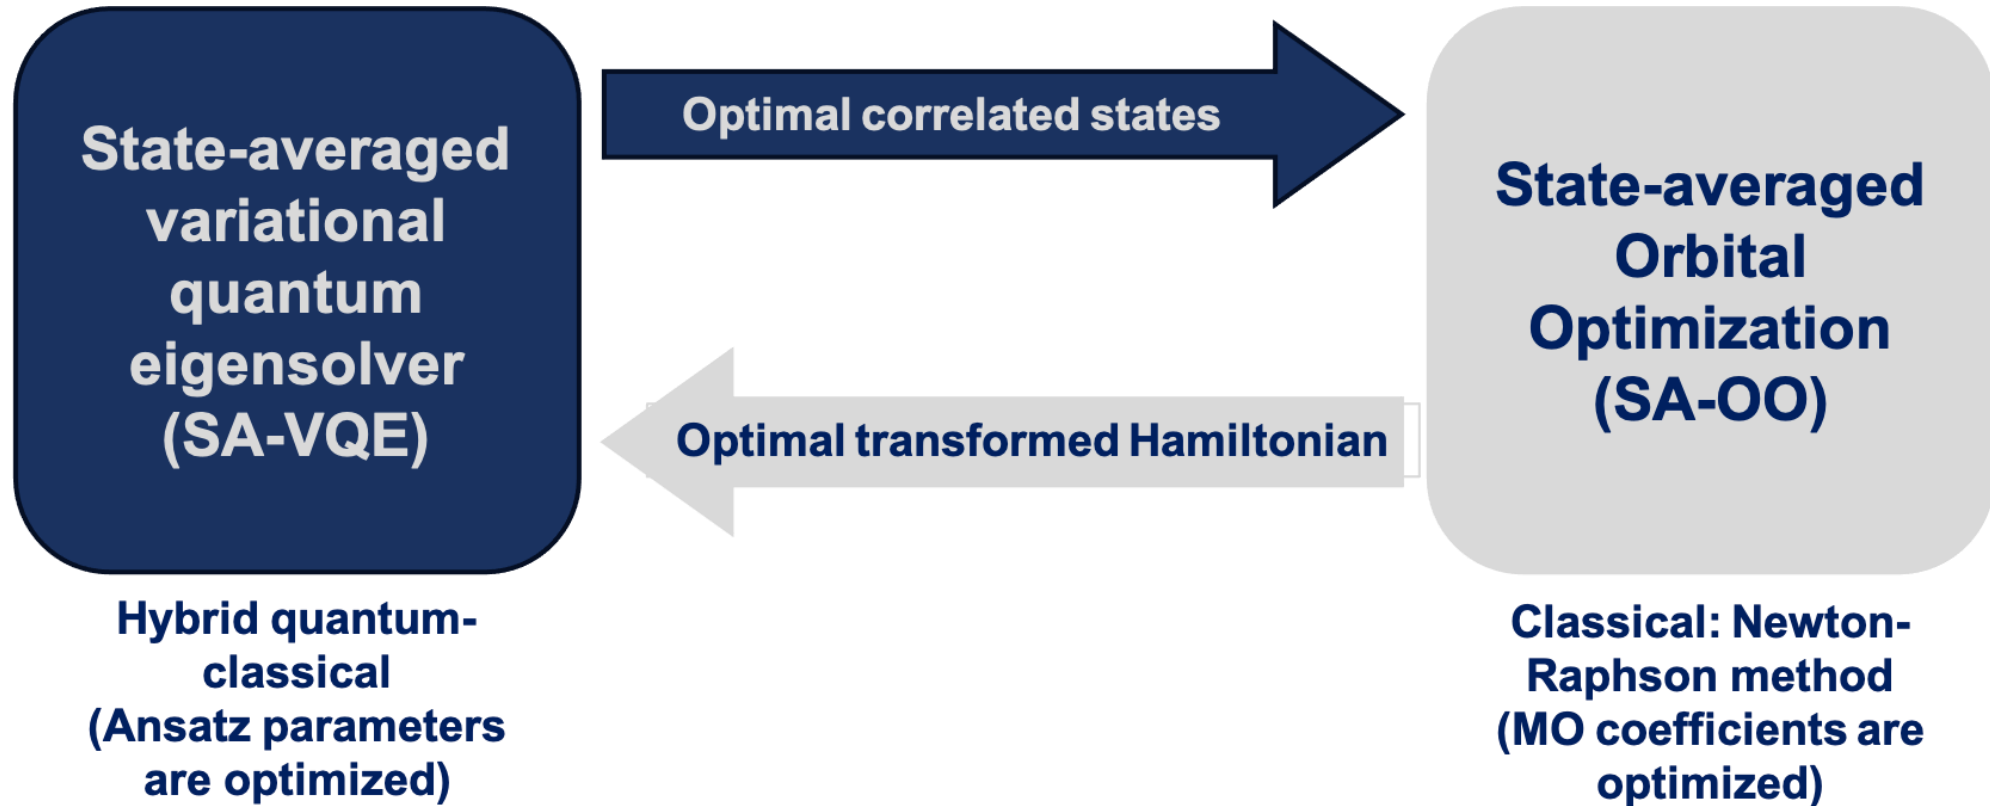 State-averaged
variational
quantum
eigensolver
(SA-VQE)
Optimal correlated states
State-averaged
Orbital
Optimization
(SA-OO)
Optimal transformed Hamiltonian
Hybrid quantum-
classical
(Ansatz parameters
are optimized)
Classical: Newton-
Raphson method
(MO coefficients are
optimized)